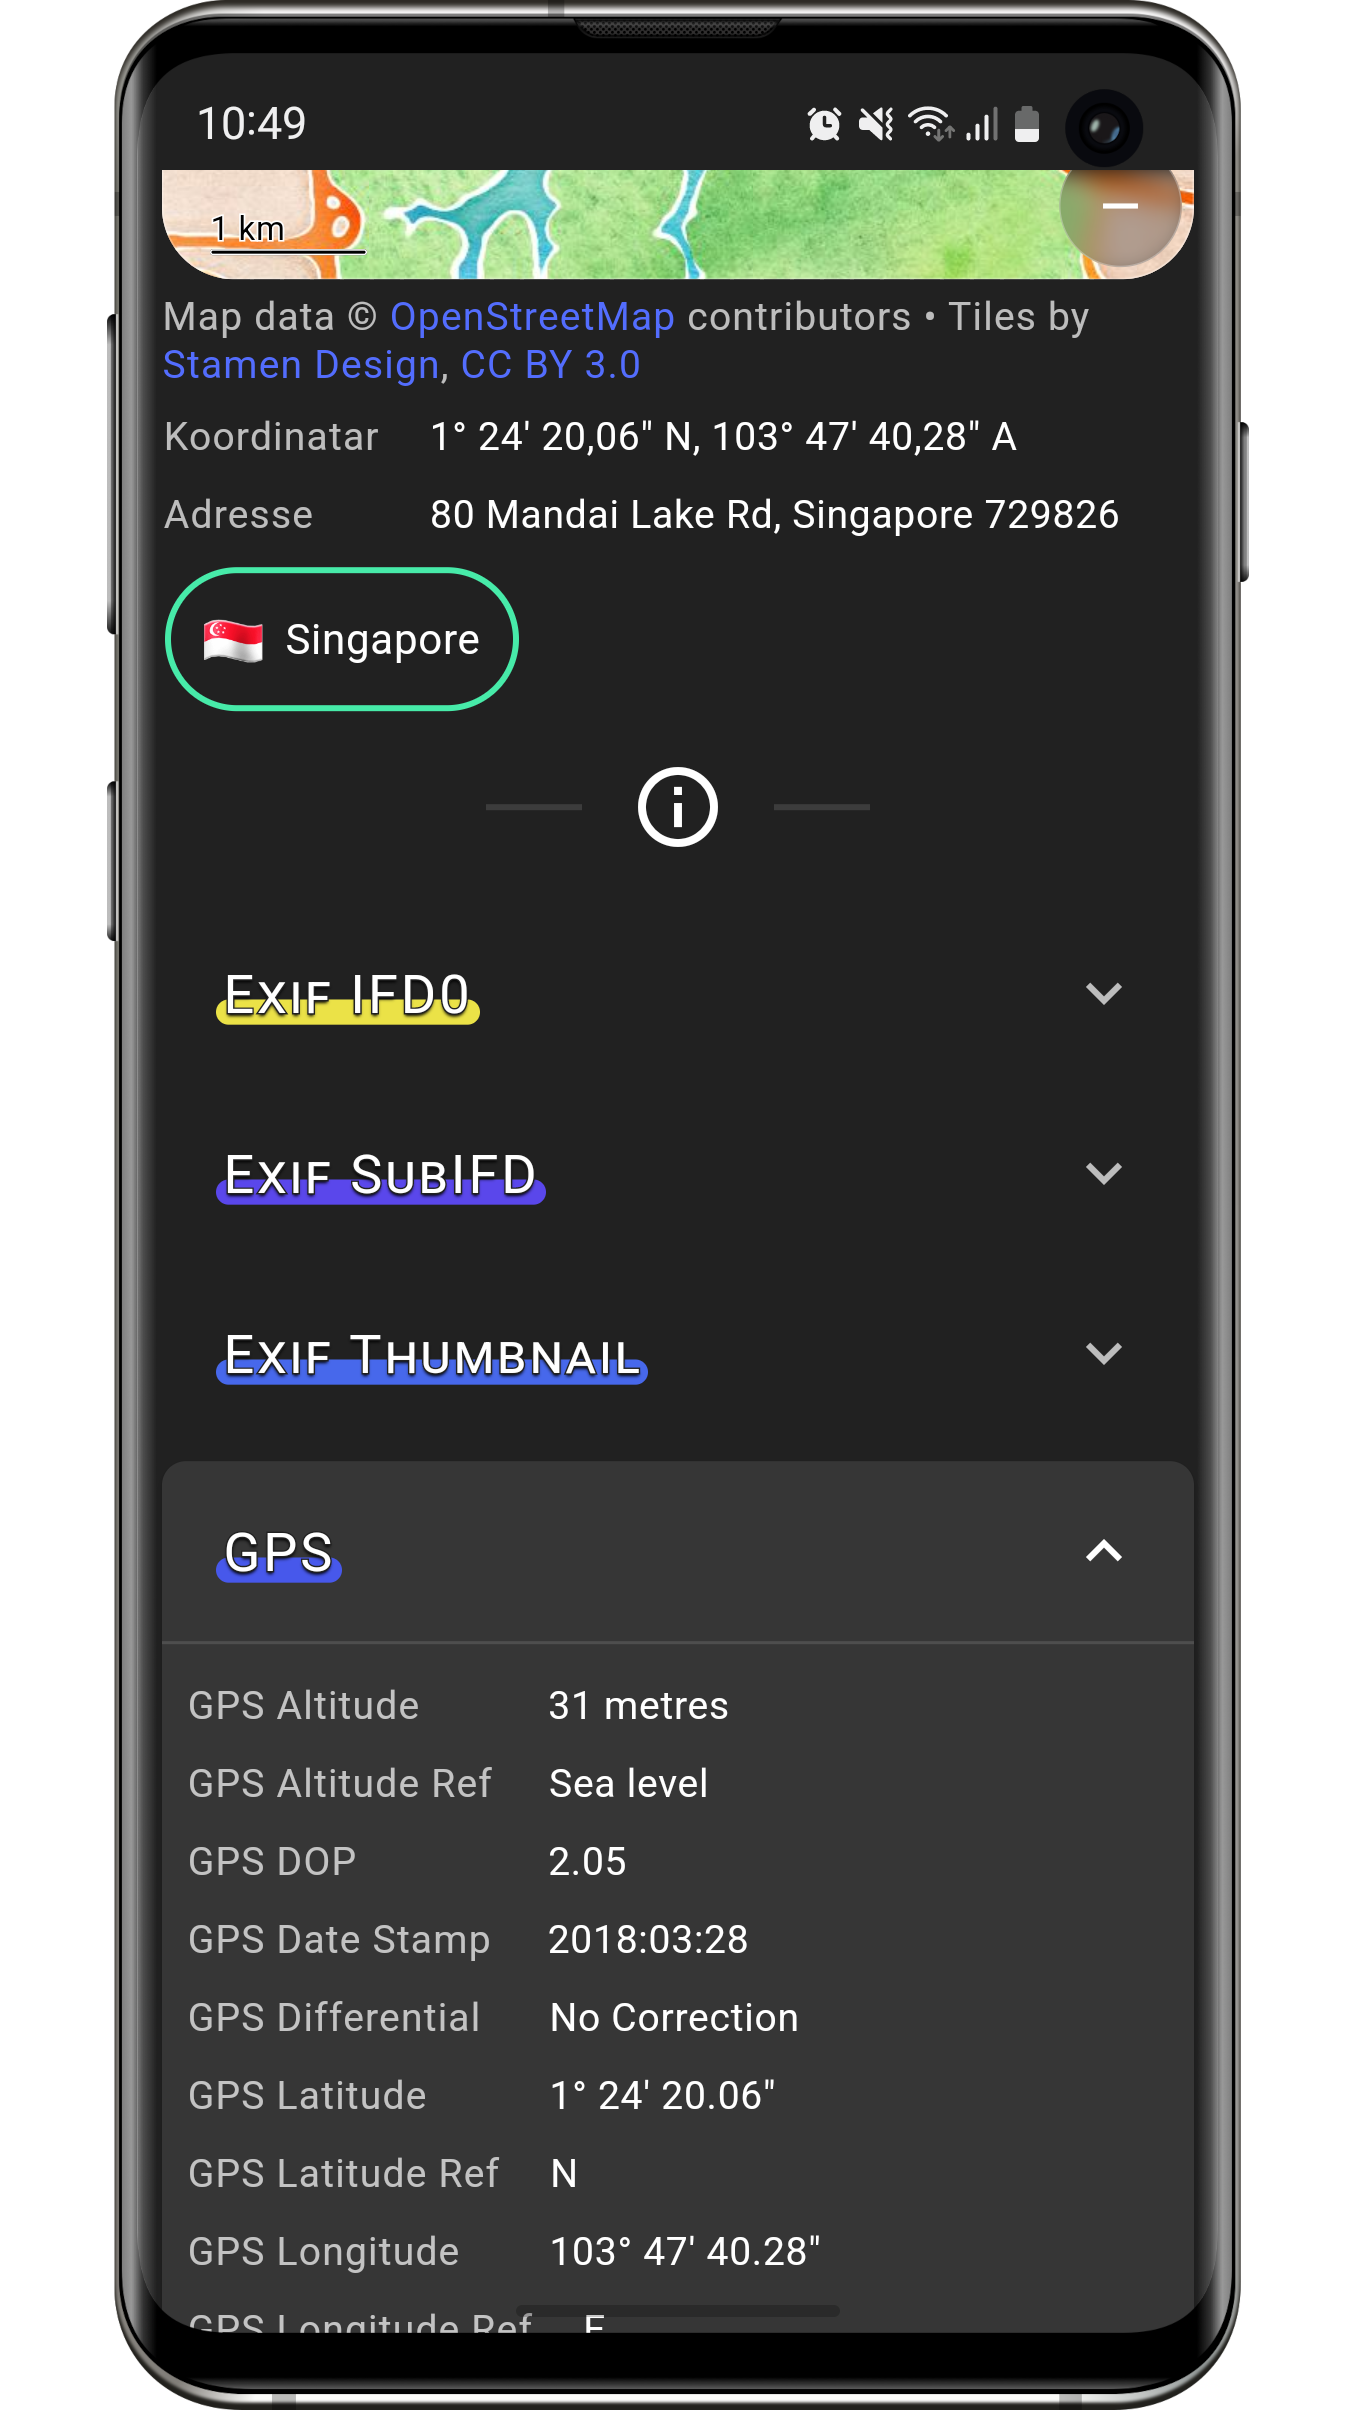 10:49
1 km
Map data © OpenStreetMap contributors • Tiles by
Stamen Design, CC BY 3.0
Koordinatar 1° 24' 20,06" N, 103° 47' 40,28" A
Adresse 80 Mandai Lake Rd, Singapore 729826
Singapore
Exif IFD0
Exif SubIFD
Exif Thumbnail
GPS
GPS Altitude 31 metres
GPS Altitude Ref Sea level
GPS DOP 2.05
GPS Date Stamp 2018:03:28
GPS Differential No Correction
GPS Latitude 1° 24' 20.06"
GPS Latitude Ref N
GPS Longitude 103° 47' 40.28"
GPS Longitude Ref E